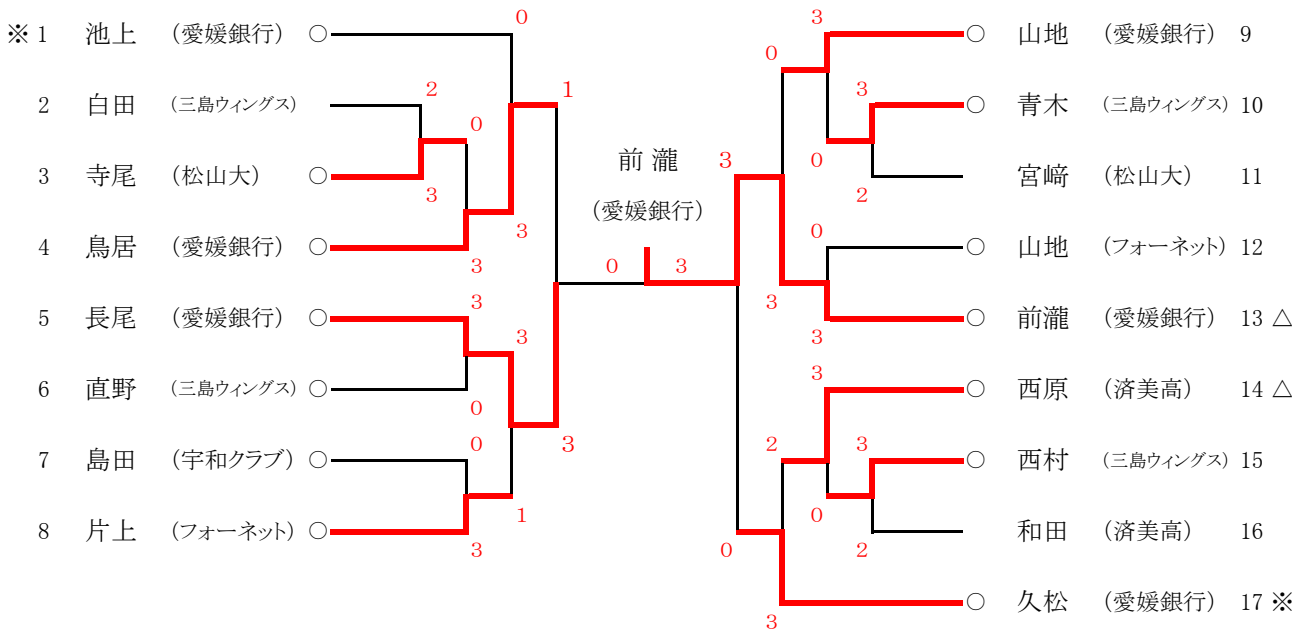 ※ 1 池上 (愛媛銀行) ○ 0
2 白田 (三島ウィングス) 2
3 寺尾 (松山大) ○ 3 0
4 鳥居 (愛媛銀行) ○ 3 3 1
5 長尾 (愛媛銀行) ○ 3 3
6 直野 (三島ウィングス) ○ 0
7 島田 (宇和クラブ) ○ 0 3
8 片上 (フォーネット) ○ 3 1
前瀧
(愛媛銀行)
0 3
3 0 3 ○ 山地 (愛媛銀行) 9
3 ○ 青木 (三島ウィングス) 10
0 2 宮﨑 (松山大) 11
0 ○ 山地 (フォーネット) 12
3 3 ○ 前瀧 (愛媛銀行) 13 △
3 ○ 西原 (済美高) 14 △
2 3 ○ 西村 (三島ウィングス) 15
0 2 和田 (済美高) 16
0 3 ○ 久松 (愛媛銀行) 17 ※